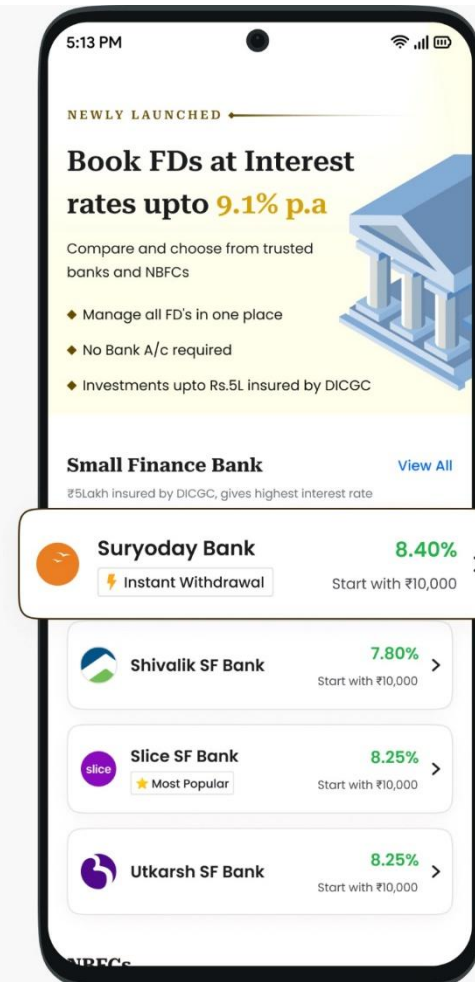 5:13 PM
NEWLY LAUNCHED
Book FDs at Interest
rates upto 9.1% p.a
Compare and choose from trusted
banks and NBFCs
Manage all FD's in one place
No Bank A/c required
Investments upto Rs.5L insured by DICGC
Small Finance Bank
View All
₹5Lakh insured by DICGC, gives highest interest rate
Suryoday Bank
8.40%
Instant Withdrawal
Start with ₹10,000
Shivalik SF Bank
7.80%
Start with ₹10,000
slice
Slice SF Bank
8.25%
Most Popular
Start with ₹10,000
Utkarsh SF Bank
8.25%
Start with ₹10,000
NBFCs